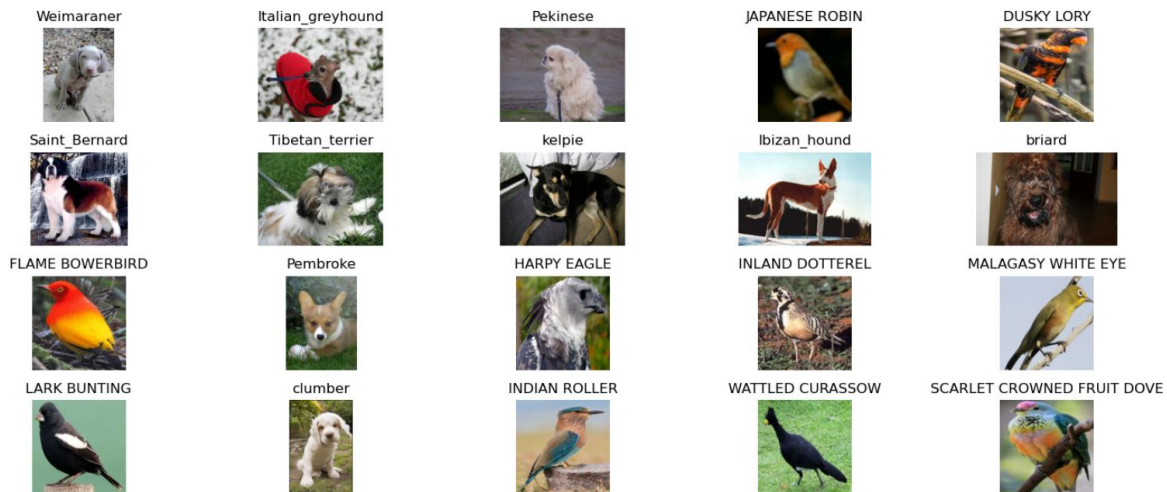 Weimaraner Italian_greyhound Pekinese JAPANESE ROBIN DUSKY LORY
Saint_Bernard Tibetan_terrier kelpie Ibizan_hound briard
FLAME BOWERBIRD Pembroke HARPY EAGLE INLAND DOTTEREL MALAGASY WHITE EYE
LARK BUNTING clumber INDIAN ROLLER WATTLED CURASSOW SCARLET CROWNED FRUIT DOVE